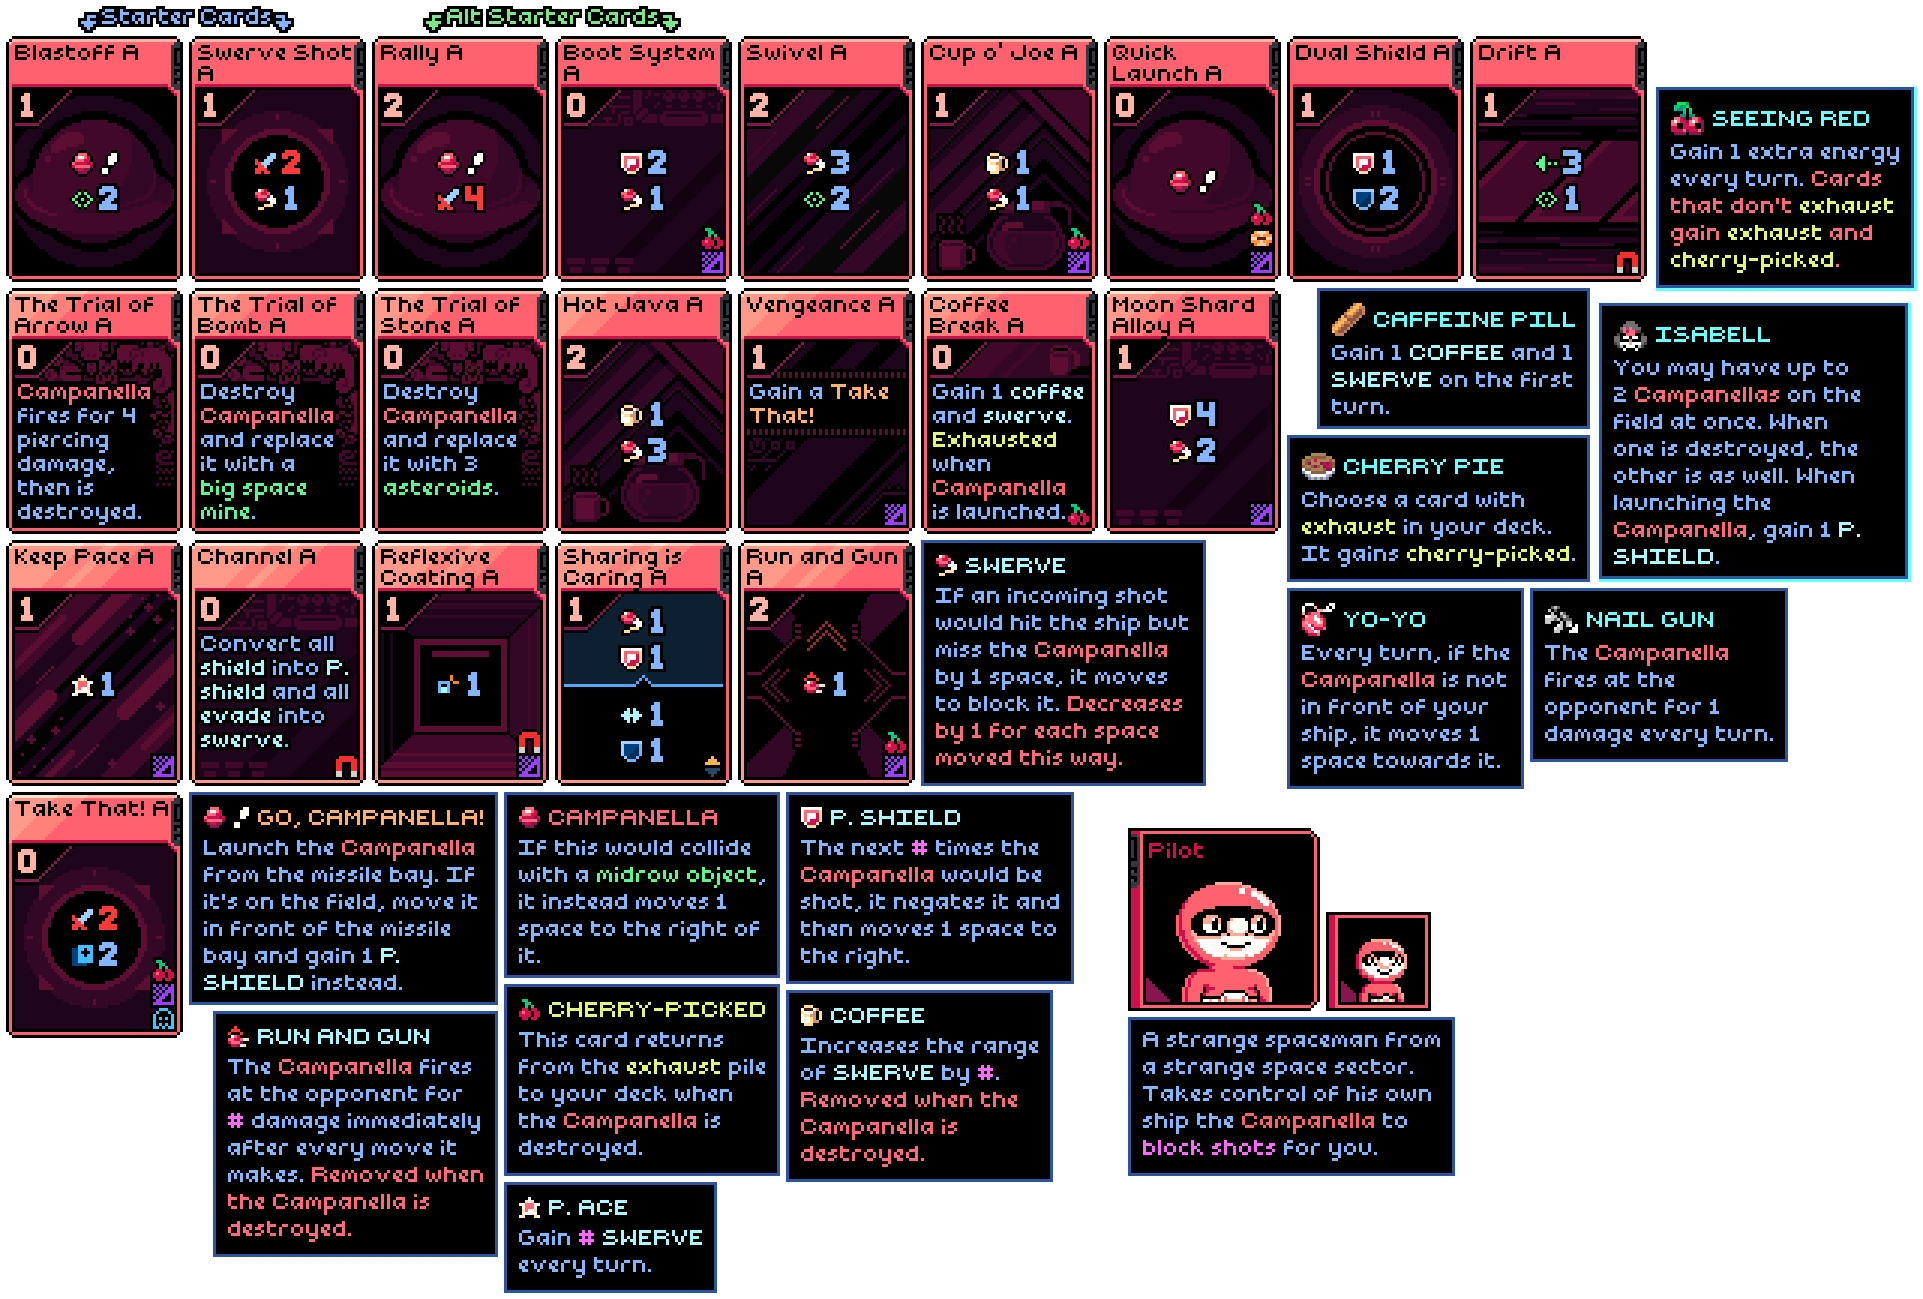 Starter Cards
Alt Starter Cards
Blastoff A
1
2
Swerve Shot
A
1
2
1
Rally A
2
4
Boot System
A
0
2
1
Swivel A
2
3
2
Cup o' Joe A
1
1
1
Quick
Launch A
0
Dual Shield A
1
1
2
Drift A
1
3
1
SEEING RED
Gain 1 extra energy
every turn. Cards
that don't exhaust
gain exhaust and
cherry-picked.
The Trial of
Arrow A
0
Campanella
fires for 4
piercing
damage,
then is
destroyed.
The Trial of
Bomb A
0
Destroy
Campanella
and replace
it with a
big space
mine.
The Trial of
Stone A
0
Destroy
Campanella
and replace
it with 3
asteroids.
Hot Java A
2
1
3
Vengeance A
1
Gain a Take
That!
Coffee
Break A
0
Gain 1 coffee
and swerve.
Exhausted
when
Campanella
is launched.
Moon Shard
Alloy A
1
4
2
CAFFEINE PILL
Gain 1 COFFEE and 1
SWERVE on the first
turn.
CHERRY PIE
Choose a card with
exhaust in your deck.
It gains cherry-picked.
ISABELL
You may have up to
2 Campanellas on the
field at once. When
one is destroyed, the
other is as well. When
launching the
Campanella, gain 1 P.
SHIELD.
Keep Pace A
1
1
Channel A
0
Convert all
shield into P.
shield and all
evade into
swerve.
Reflexive
Coating A
1
1
Sharing is
Caring A
1
1
1
1
1
Run and Gun
A
2
1
SWERVE
If an incoming shot
would hit the ship but
miss the Campanella
by 1 space, it moves
to block it. Decreases
by 1 for each space
moved this way.
YO-YO
Every turn, if the
Campanella is not
in front of your
ship, it moves 1
space towards it.
NAIL GUN
The Campanella
fires at the
opponent for 1
damage every turn.
Take That! A
0
2
2
GO, CAMPANELLA!
Launch the Campanella
from the missile bay. If
it's on the field, move it
in front of the missile
bay and gain 1 P.
SHIELD instead.
RUN AND GUN
The Campanella fires
at the opponent for
# damage immediately
after every move it
makes. Removed when
the Campanella is
destroyed.
CAMPANELLA
If this would collide
with a midrow object,
it instead moves 1
space to the right of
it.
CHERRY-PICKED
This card returns
from the exhaust pile
to your deck when
the Campanella is
destroyed.
P. ACE
Gain # SWERVE
every turn.
P. SHIELD
The next # times the
Campanella would be
shot, it negates it and
then moves 1 space to
the right.
COFFEE
Increases the range
of SWERVE by #.
Removed when the
Campanella is
destroyed.
Pilot
A strange spaceman from
a strange space sector.
Takes control of his own
ship the Campanella to
block shots for you.